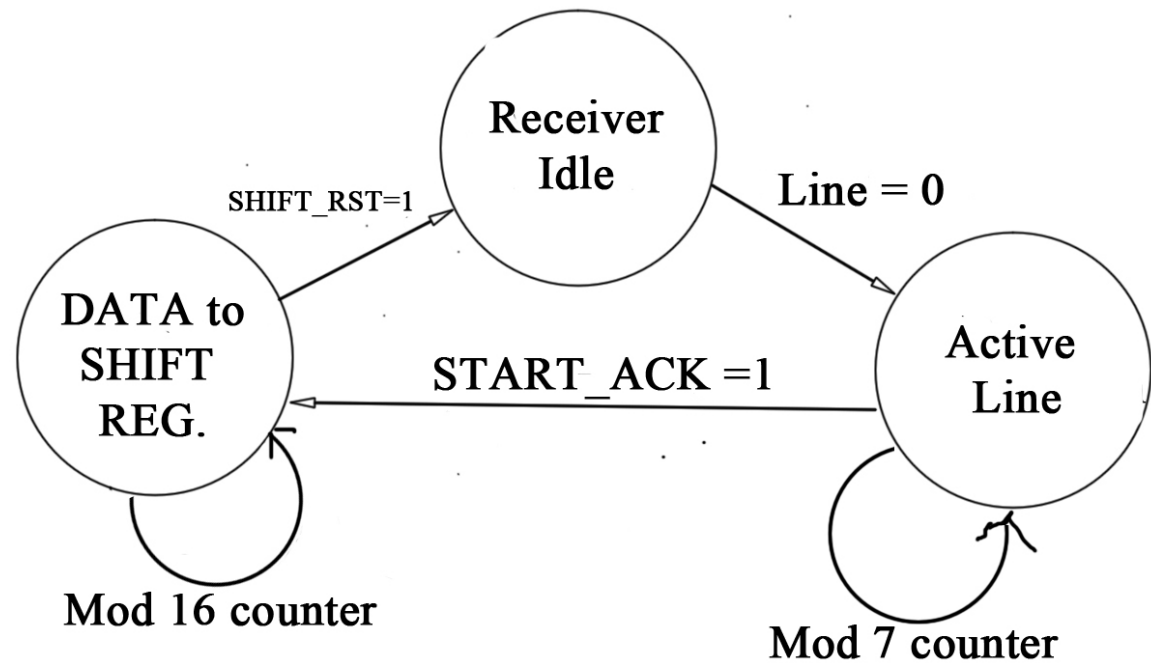 Receiver
Idle
Line = 0
SHIFT_RST=1
DATA to
SHIFT
REG.
START_ACK =1
Active
Line
Mod 16 counter
Mod 7 counter